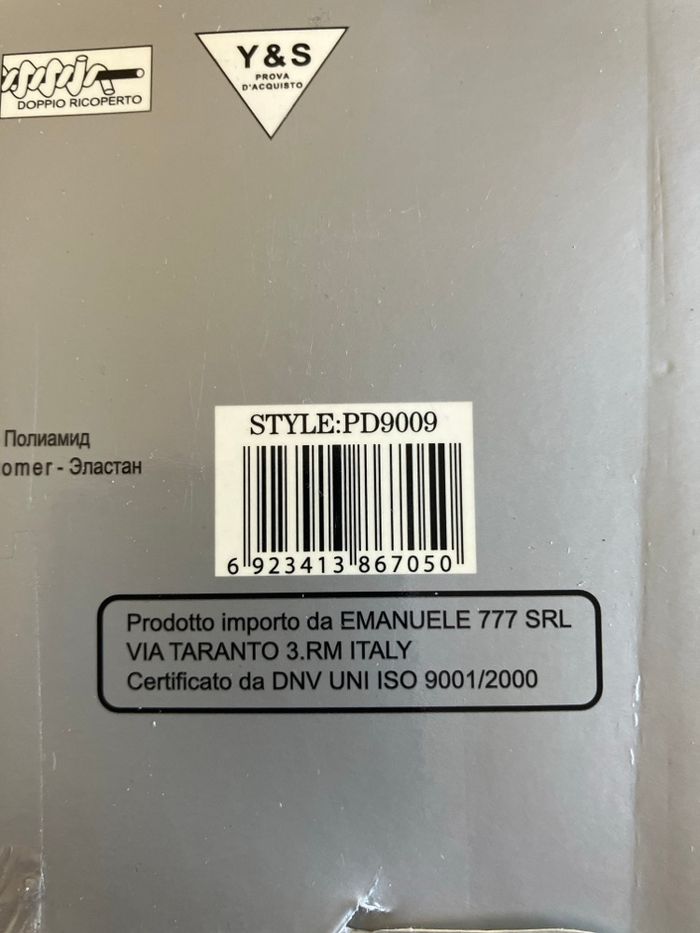 DOPPIO RICOPERTO
Y&S
PROVA
D'ACQUISTO
Полиамид
omer - Эластан
STYLE:PD9009
6 923413 867050
Prodotto importo da EMANUELE 777 SRL
VIA TARANTO 3.RM ITALY
Certificato da DNV UNI ISO 9001/2000